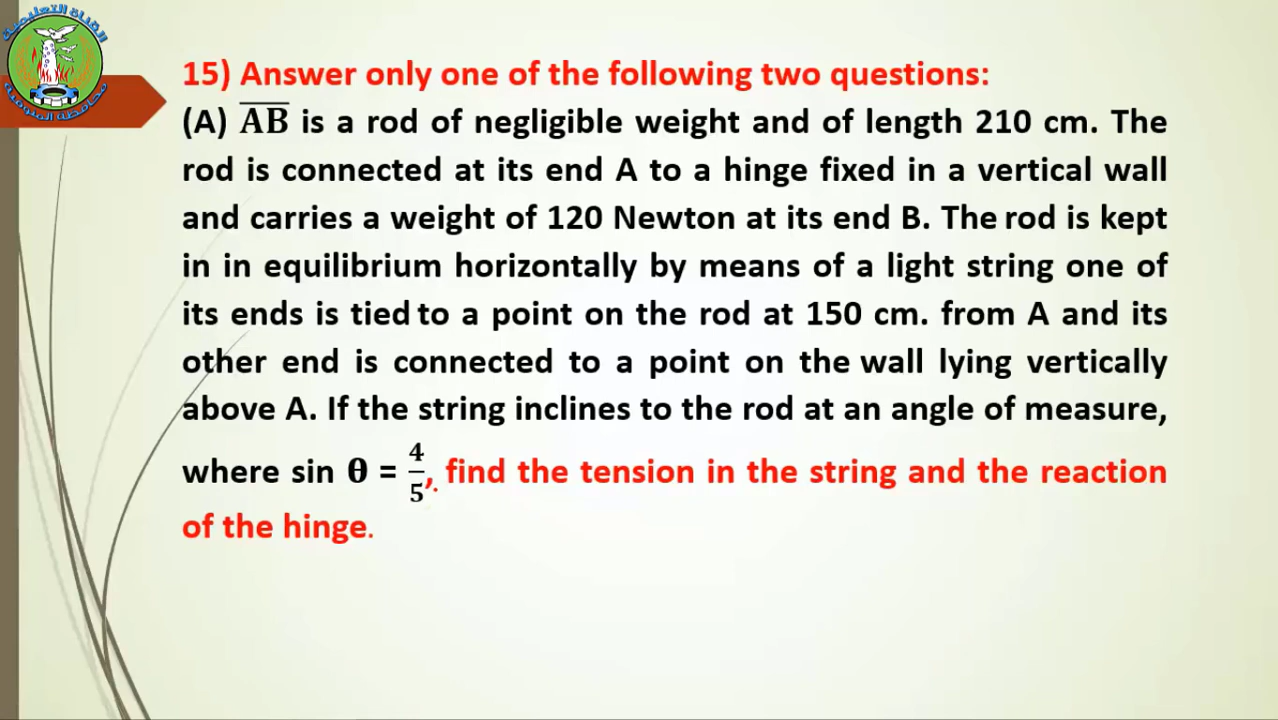 القناة التعليمية
محافظة المنوفية
15) Answer only one of the following two questions:
(A) A̅B̅ is a rod of negligible weight and of length 210 cm. The
rod is connected at its end A to a hinge fixed in a vertical wall
and carries a weight of 120 Newton at its end B. The rod is kept
in in equilibrium horizontally by means of a light string one of
its ends is tied to a point on the rod at 150 cm. from A and its
other end is connected to a point on the wall lying vertically
above A. If the string inclines to the rod at an angle of measure,
where sin θ = 4/5,. find the tension in the string and the reaction
of the hinge.